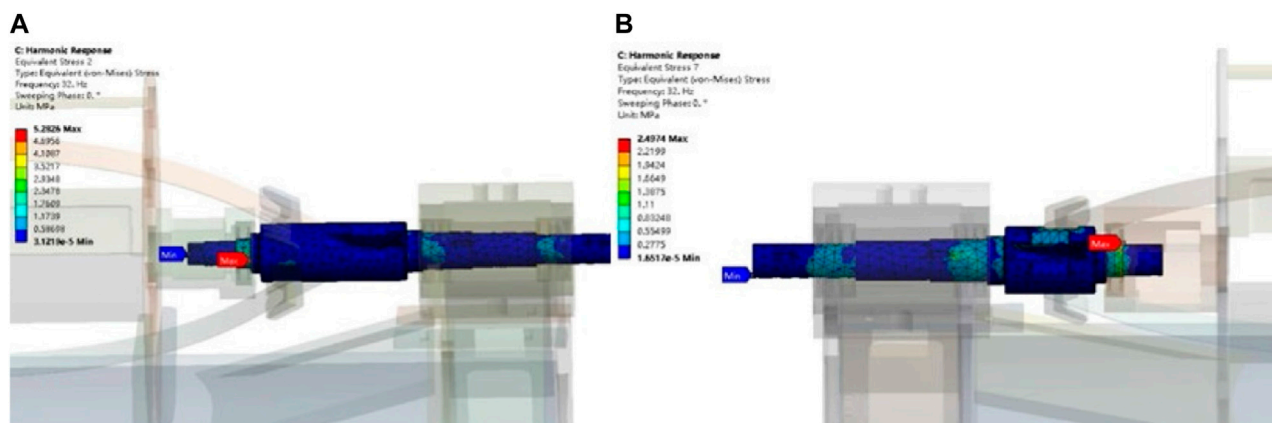 A
C: Harmonic Response
Equivalent Stress 2
Type: Equivalent (von-Mises) Stress
Frequency: 32. Hz
Sweeping Phase: 0. °
Unit: MPa
5.2826 Max
4.6956
4.1087
3.5217
2.9348
2.3478
1.7609
1.1739
0.58698
3.1219e-5 Min
Min
Max
B
C: Harmonic Response
Equivalent Stress 7
Type: Equivalent (von-Mises) Stress
Frequency: 32. Hz
Sweeping Phase: 0. °
Unit: MPa
2.4974 Max
2.2199
1.9424
1.6649
1.3875
1.11
0.83248
0.55499
0.2775
1.8517e-5 Min
Min
Max